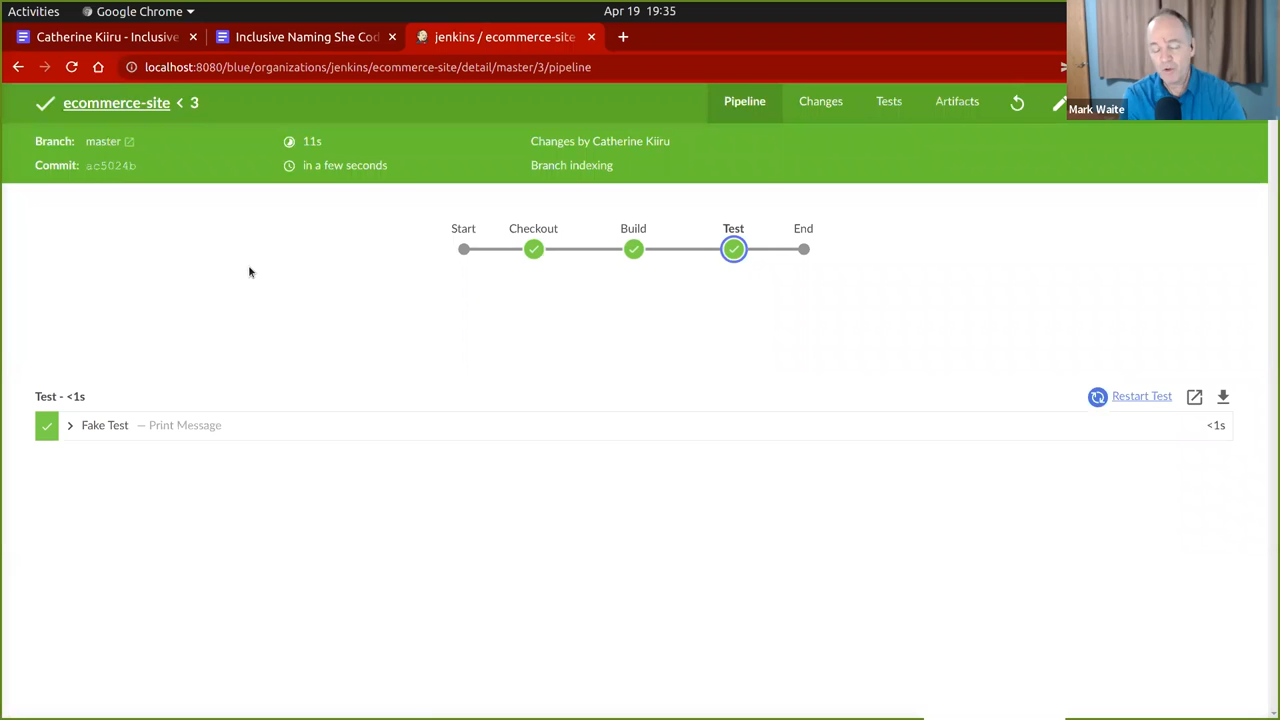 Activities
Google Chrome
Apr 19 19:35
Catherine Kiiru - Inclusive
Inclusive Naming She Cod
jenkins / ecommerce-site
localhost:8080/blue/organizations/jenkins/ecommerce-site/detail/master/3/pipeline
Mark Waite
ecommerce-site < 3
Pipeline
Changes
Tests
Artifacts
Branch: master
11s
Changes by Catherine Kiiru
Commit: ac5024b
in a few seconds
Branch indexing
Start
Checkout
Build
Test
End
Test - <1s
Restart Test
Fake Test — Print Message
<1s